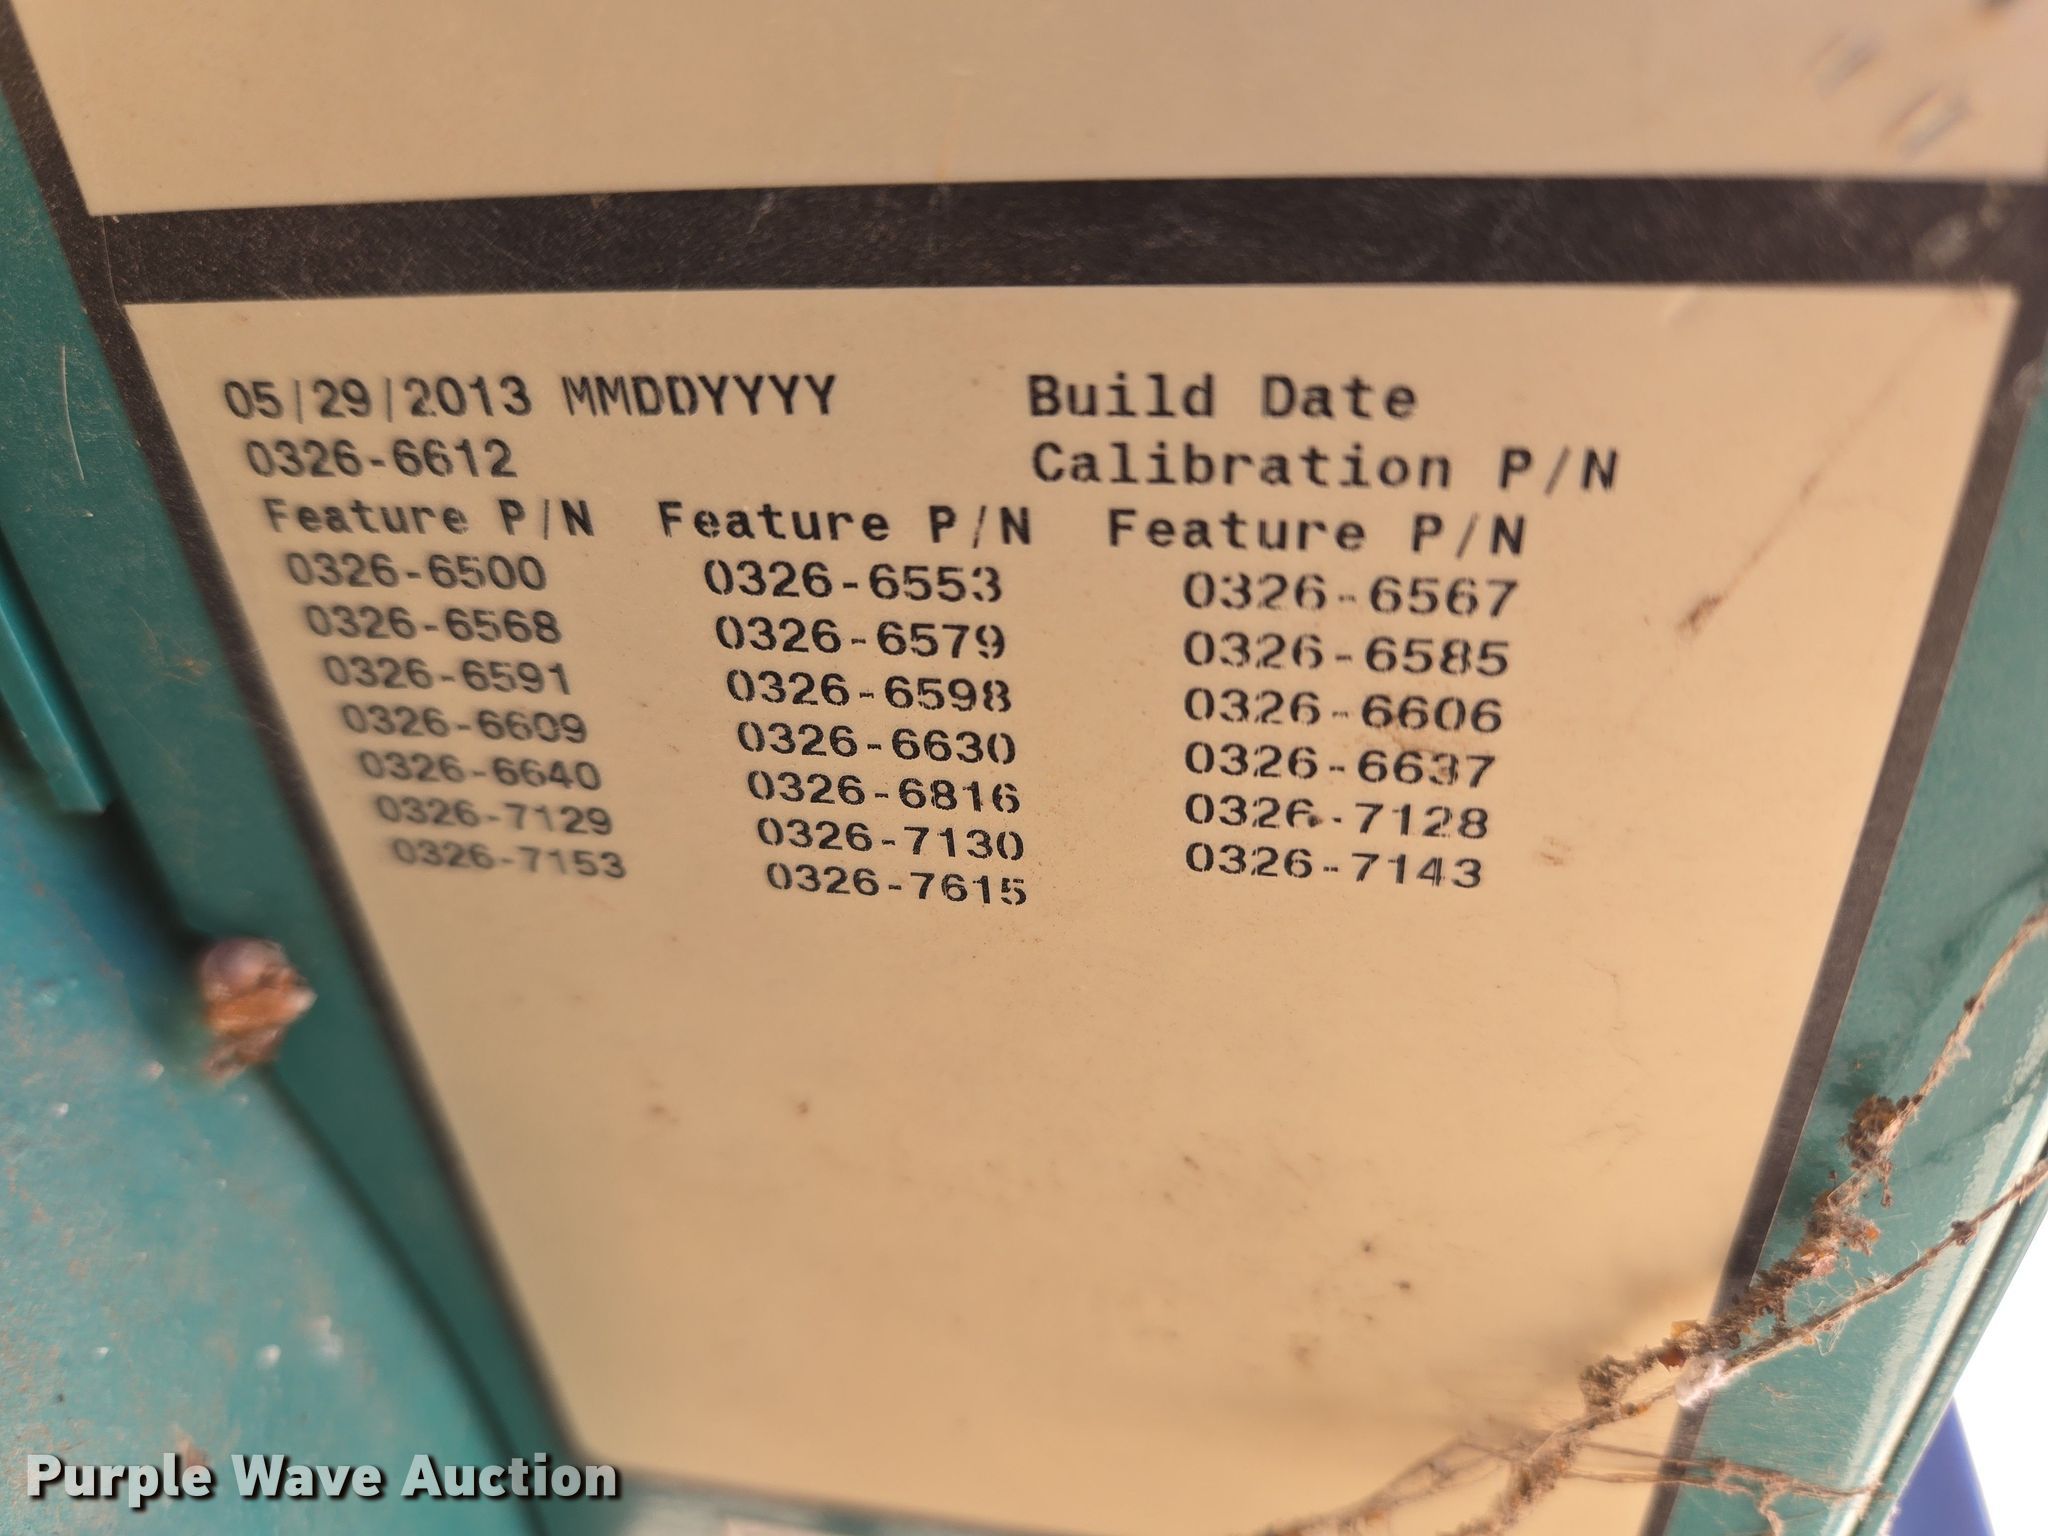 05/29/2013 MMDDYYYY Build Date
0326-6612 Calibration P/N
Feature P/N Feature P/N Feature P/N
0326-6500 0326-6553 0326-6567
0326-6568 0326-6579 0326-6585
0326-6591 0326-6598 0326-6606
0326-6609 0326-6630 0326-6637
0326-6640 0326-6816 0326-7128
0326-7129 0326-7130 0326-7143
0326-7153 0326-7615
Purple Wave Auction